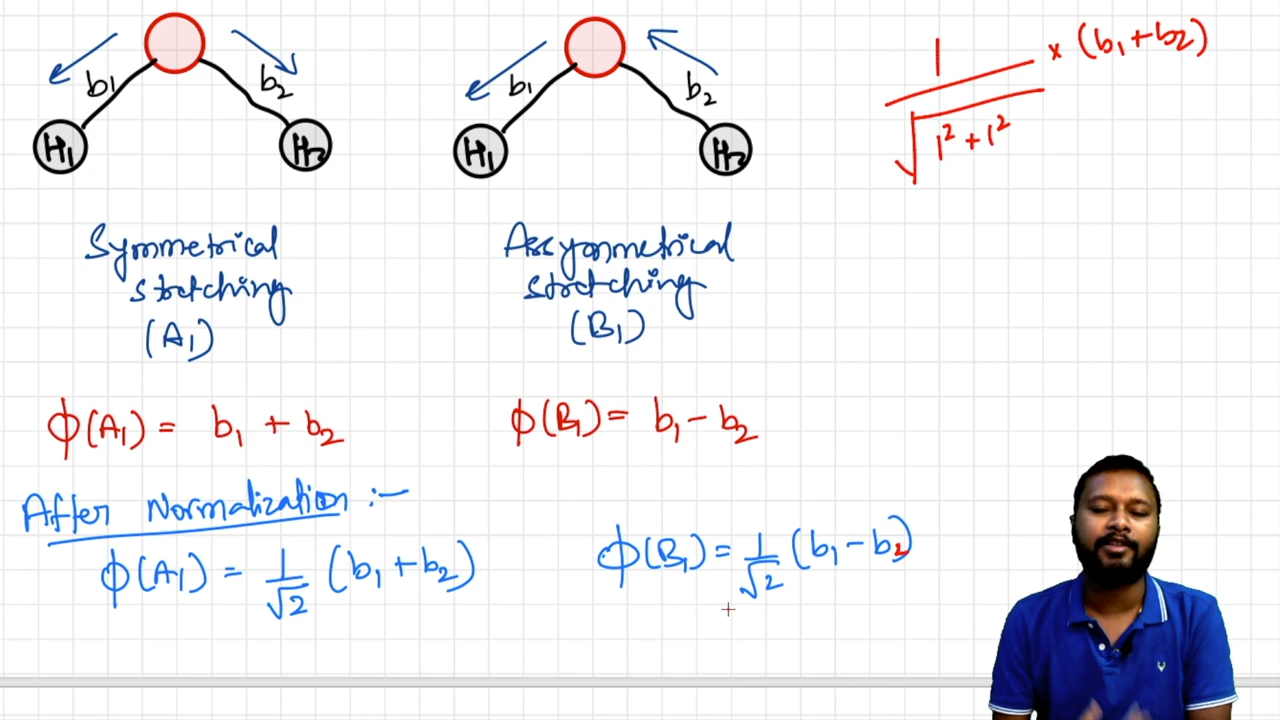 b1 b2
H1 H2
b1 b2
H1 H2
1/√(1² + 1²) × (b1+b2)
Symmetrical
stretching
(A1)
Assymmetrical
stretching
(B1)
ϕ(A1) = b1 + b2
ϕ(B1) = b1 − b2
After Normalization :-
ϕ(A1) = 1/√2 (b1+b2)
ϕ(B1) = 1/√2 (b1−b2)